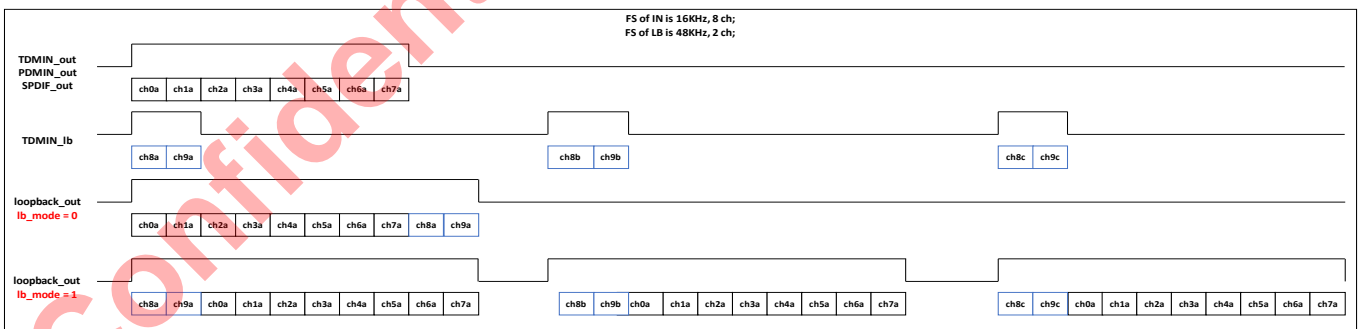 FS of IN is 16KHz, 8 ch;
FS of LB is 48KHz, 2 ch;
TDMIN_out
PDMIN_out
SPDIF_out
ch0a ch1a ch2a ch3a ch4a ch5a ch6a ch7a
TDMIN_lb
ch8a ch9a ch8b ch9b ch8c ch9c
loopback_out
lb_mode = 0
ch0a ch1a ch2a ch3a ch4a ch5a ch6a ch7a ch8a ch9a
loopback_out
lb_mode = 1
ch8a ch9a ch0a ch1a ch2a ch3a ch4a ch5a ch6a ch7a ch8b ch9b ch0a ch1a ch2a ch3a ch4a ch5a ch6a ch7a ch8c ch9c ch0a ch1a ch2a ch3a ch4a ch5a ch6a ch7a
Confidential